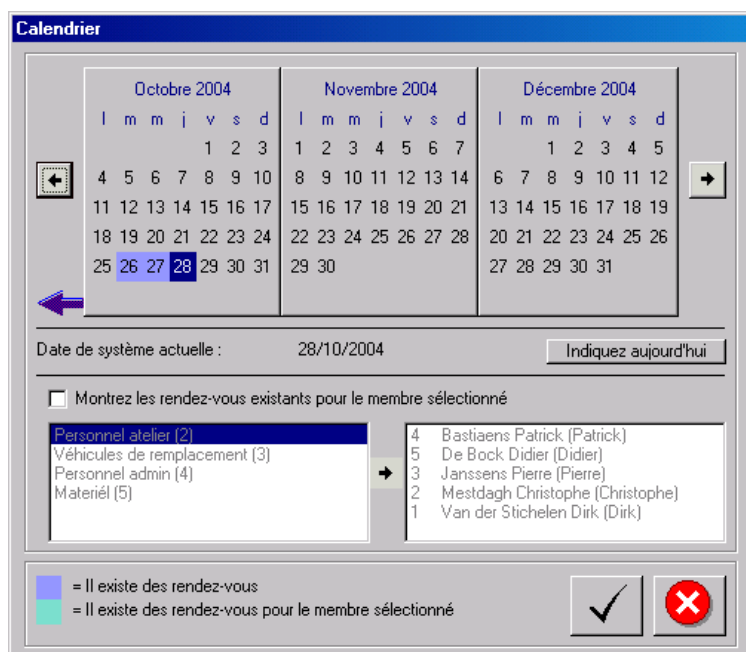 Calendrier
Octobre 2004
l m m j v s d
1 2 3
4 5 6 7 8 9 10
11 12 13 14 15 16 17
18 19 20 21 22 23 24
25 26 27 28 29 30 31
Novembre 2004
l m m j v s d
1 2 3 4 5 6 7
8 9 10 11 12 13 14
15 16 17 18 19 20 21
22 23 24 25 26 27 28
29 30
Décembre 2004
l m m j v s d
1 2 3 4 5
6 7 8 9 10 11 12
13 14 15 16 17 18 19
20 21 22 23 24 25 26
27 28 29 30 31
Date de système actuelle : 28/10/2004 Indiquez aujourd'hui
Montrez les rendez-vous existants pour le membre sélectionné
Personnel atelier (2)
Véhicules de remplacement (3)
Personnel admin (4)
Materiél (5)
4 Bastiaens Patrick (Patrick)
5 De Bock Didier (Didier)
3 Janssens Pierre (Pierre)
2 Mestdagh Christophe (Christophe)
1 Van der Stichelen Dirk (Dirk)
= Il existe des rendez-vous
= Il existe des rendez-vous pour le membre sélectionné